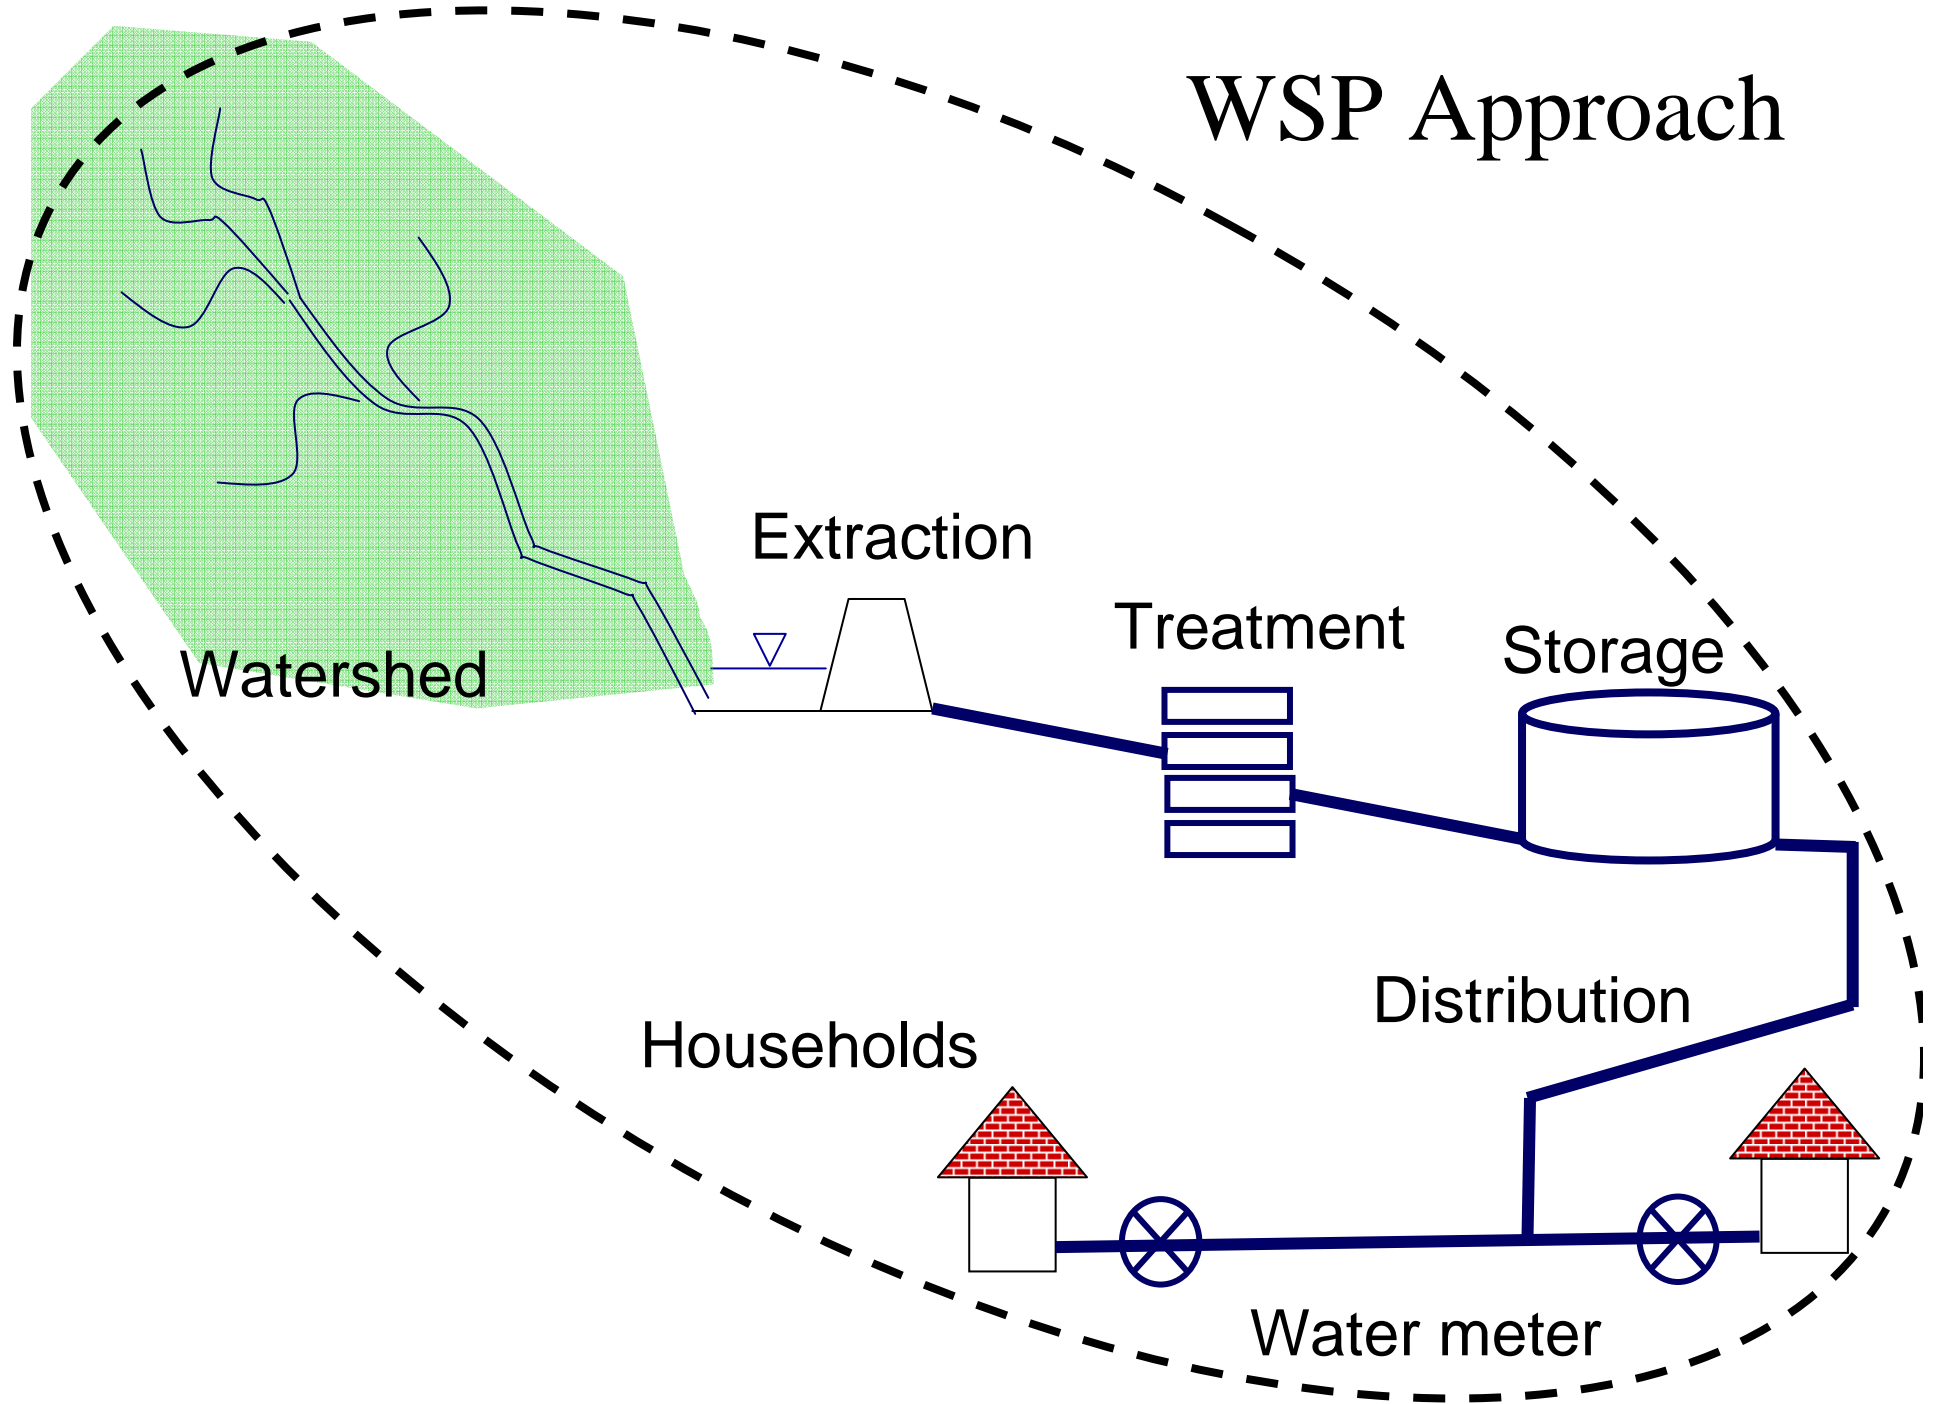 WSP Approach
Extraction
Treatment
Storage
Watershed
Distribution
Households
Water meter